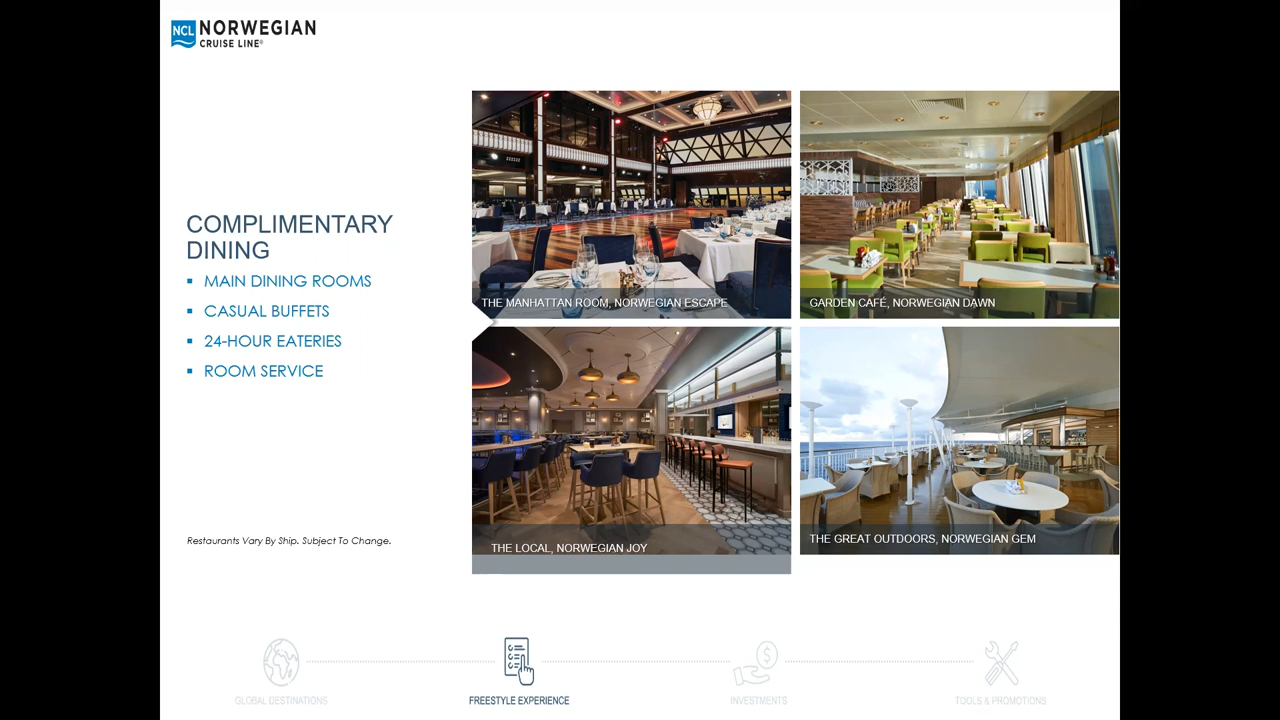 NCL NORWEGIAN
CRUISE LINE®
COMPLIMENTARY
DINING
▪ MAIN DINING ROOMS
▪ CASUAL BUFFETS
▪ 24-HOUR EATERIES
▪ ROOM SERVICE
Restaurants Vary By Ship. Subject To Change.
THE MANHATTAN ROOM, NORWEGIAN ESCAPE
GARDEN CAFÉ, NORWEGIAN DAWN
THE LOCAL, NORWEGIAN JOY
THE GREAT OUTDOORS, NORWEGIAN GEM
GLOBAL DESTINATIONS
FREESTYLE EXPERIENCE
INVESTMENTS
TOOLS & PROMOTIONS